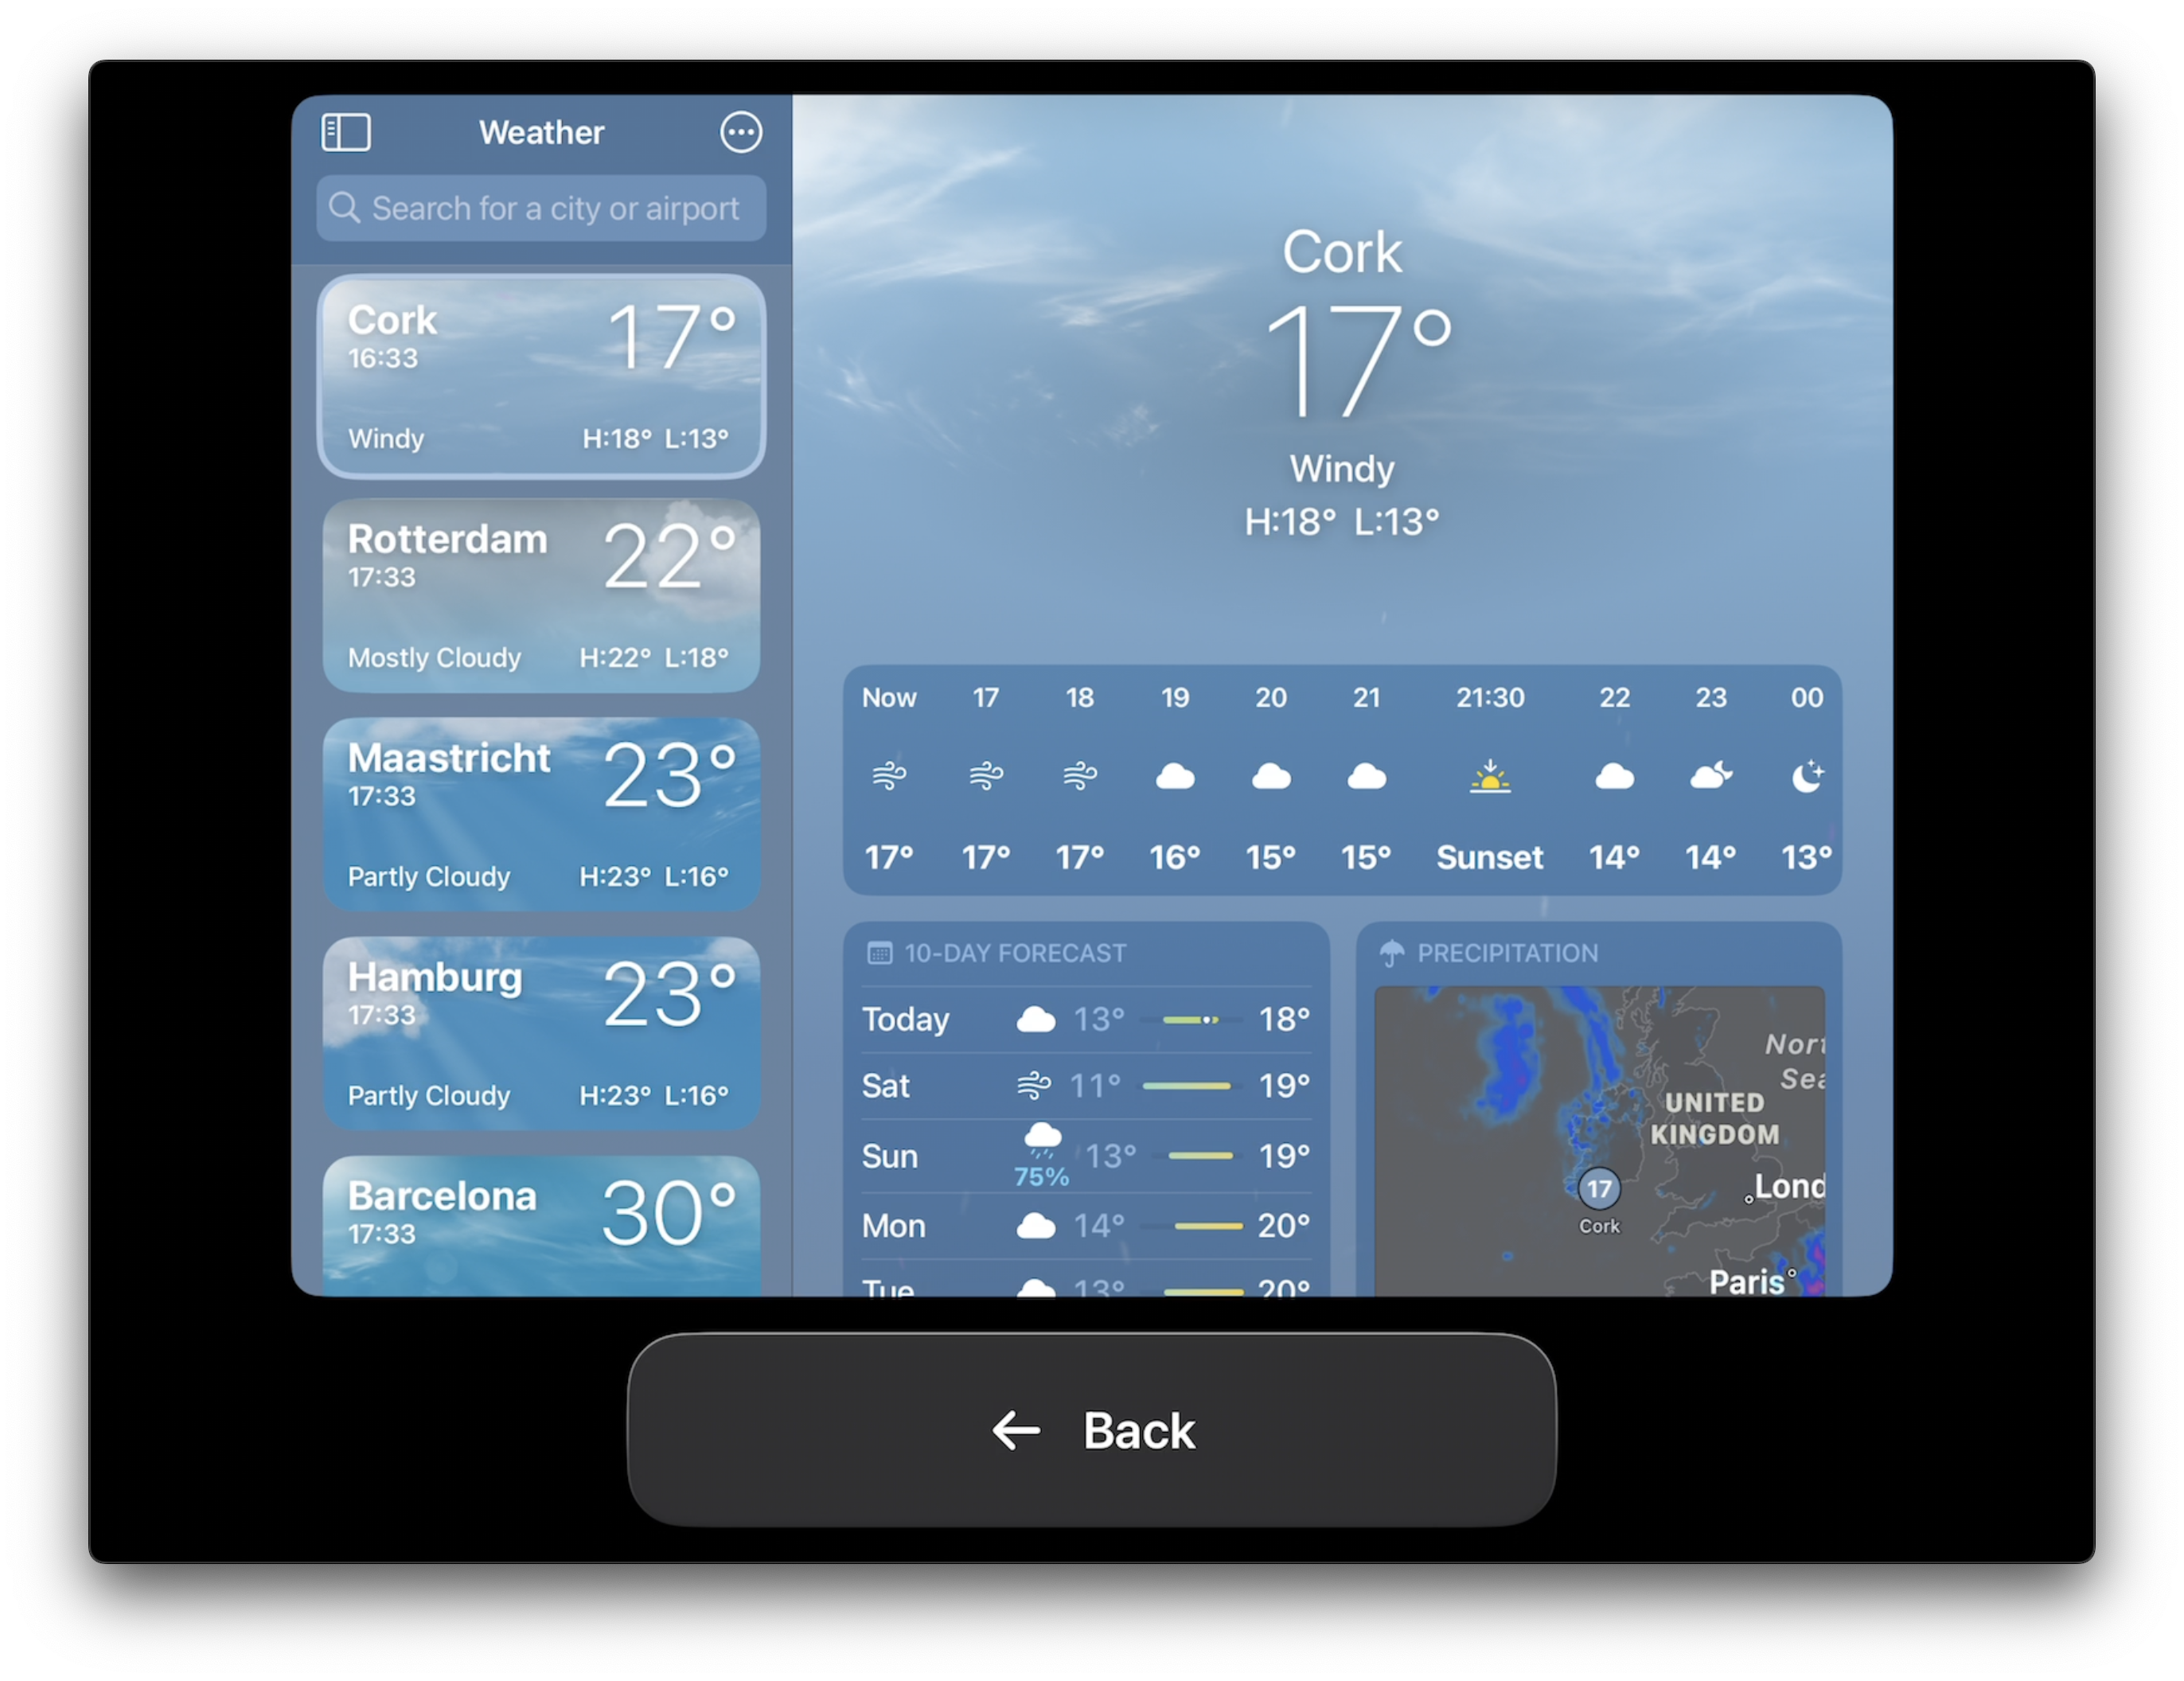 Weather
Search for a city or airport
Cork
17°
16:33
Windy
H:18° L:13°
Rotterdam
22°
17:33
Mostly Cloudy
H:22° L:18°
Maastricht
23°
17:33
Partly Cloudy
H:23° L:16°
Hamburg
23°
17:33
Partly Cloudy
H:23° L:16°
Barcelona
30°
17:33
Cork
17°
Windy
H:18° L:13°
Now 17 18 19 20 21 21:30 22 23 00
17° 17° 17° 16° 15° 15° Sunset 14° 14° 13°
10-DAY FORECAST
Today 13° 18°
Sat 11° 19°
Sun 75% 13° 19°
Mon 14° 20°
Tue 13° 20°
PRECIPITATION
Nort
Sea
UNITED
KINGDOM
Lond
17
Cork
Paris
Back